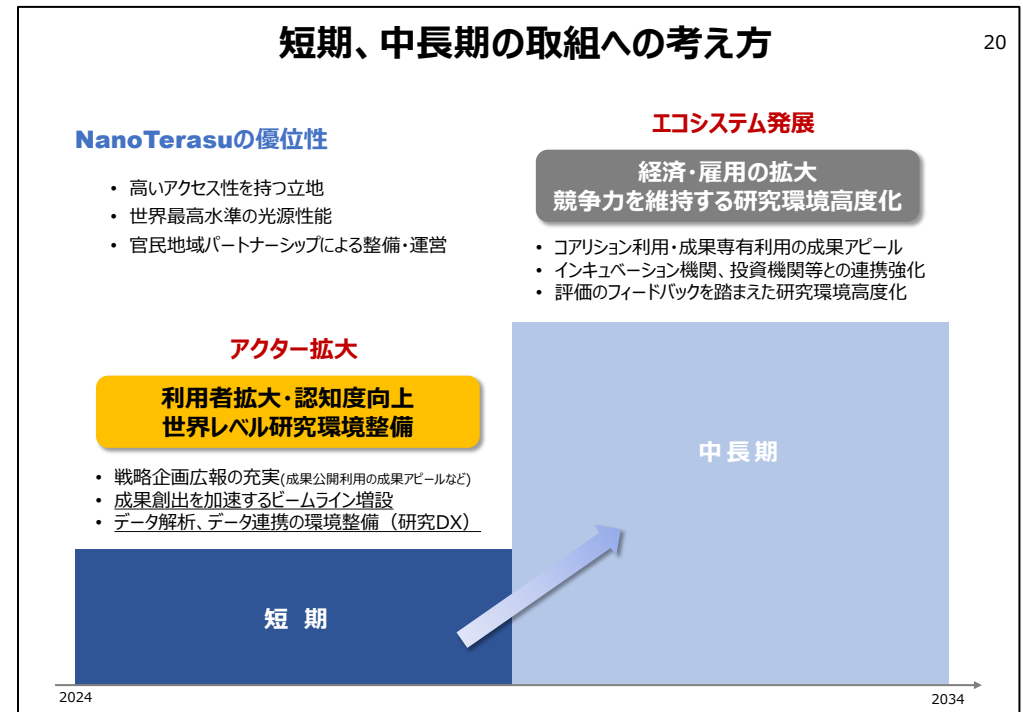 短期、中長期の取組への考え方
20
NanoTerasuの優位性
• 高いアクセス性を持つ立地
• 世界最高水準の光源性能
• 官民地域パートナーシップによる整備・運営
エコシステム発展
経済・雇用の拡大
競争力を維持する研究環境高度化
• コアリション利用・成果専有利用の成果アピール
• インキュベーション機関、投資機関等との連携強化
• 評価のフィードバックを踏まえた研究環境高度化
アクター拡大
利用者拡大・認知度向上
世界レベル研究環境整備
• 戦略企画広報の充実(成果公開利用の成果アピールなど)
• 成果創出を加速するビームライン増設
• データ解析、データ連携の環境整備（研究DX）
中長期
短 期
2024
2034